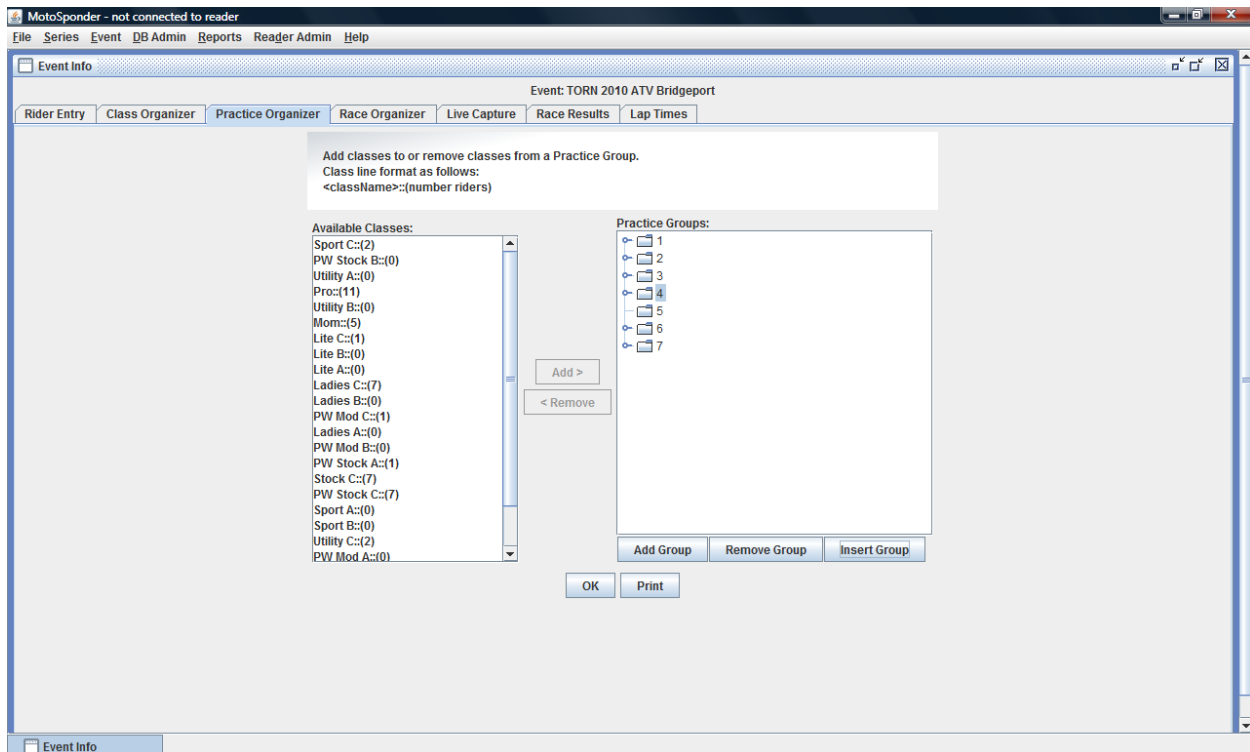 MotoSponder - not connected to reader
File Series Event DB Admin Reports Reader Admin Help
Event Info
Event: TORN 2010 ATV Bridgeport
Rider Entry Class Organizer Practice Organizer Race Organizer Live Capture Race Results Lap Times
Add classes to or remove classes from a Practice Group.
Class line format as follows:
<className>::(number riders)
Available Classes:
Sport C::(2)
PW Stock B::(0)
Utility A::(0)
Pro::(11)
Utility B::(0)
Mom::(5)
Lite C::(1)
Lite B::(0)
Lite A::(0)
Ladies C::(7)
Ladies B::(0)
PW Mod C::(1)
Ladies A::(0)
PW Mod B::(0)
PW Stock A::(1)
Stock C::(7)
PW Stock C::(7)
Sport A::(0)
Sport B::(0)
Utility C::(2)
PW Mod A::(0)
Add >
< Remove
Practice Groups:
1
2
3
4
5
6
7
Add Group Remove Group Insert Group
OK Print
Event Info